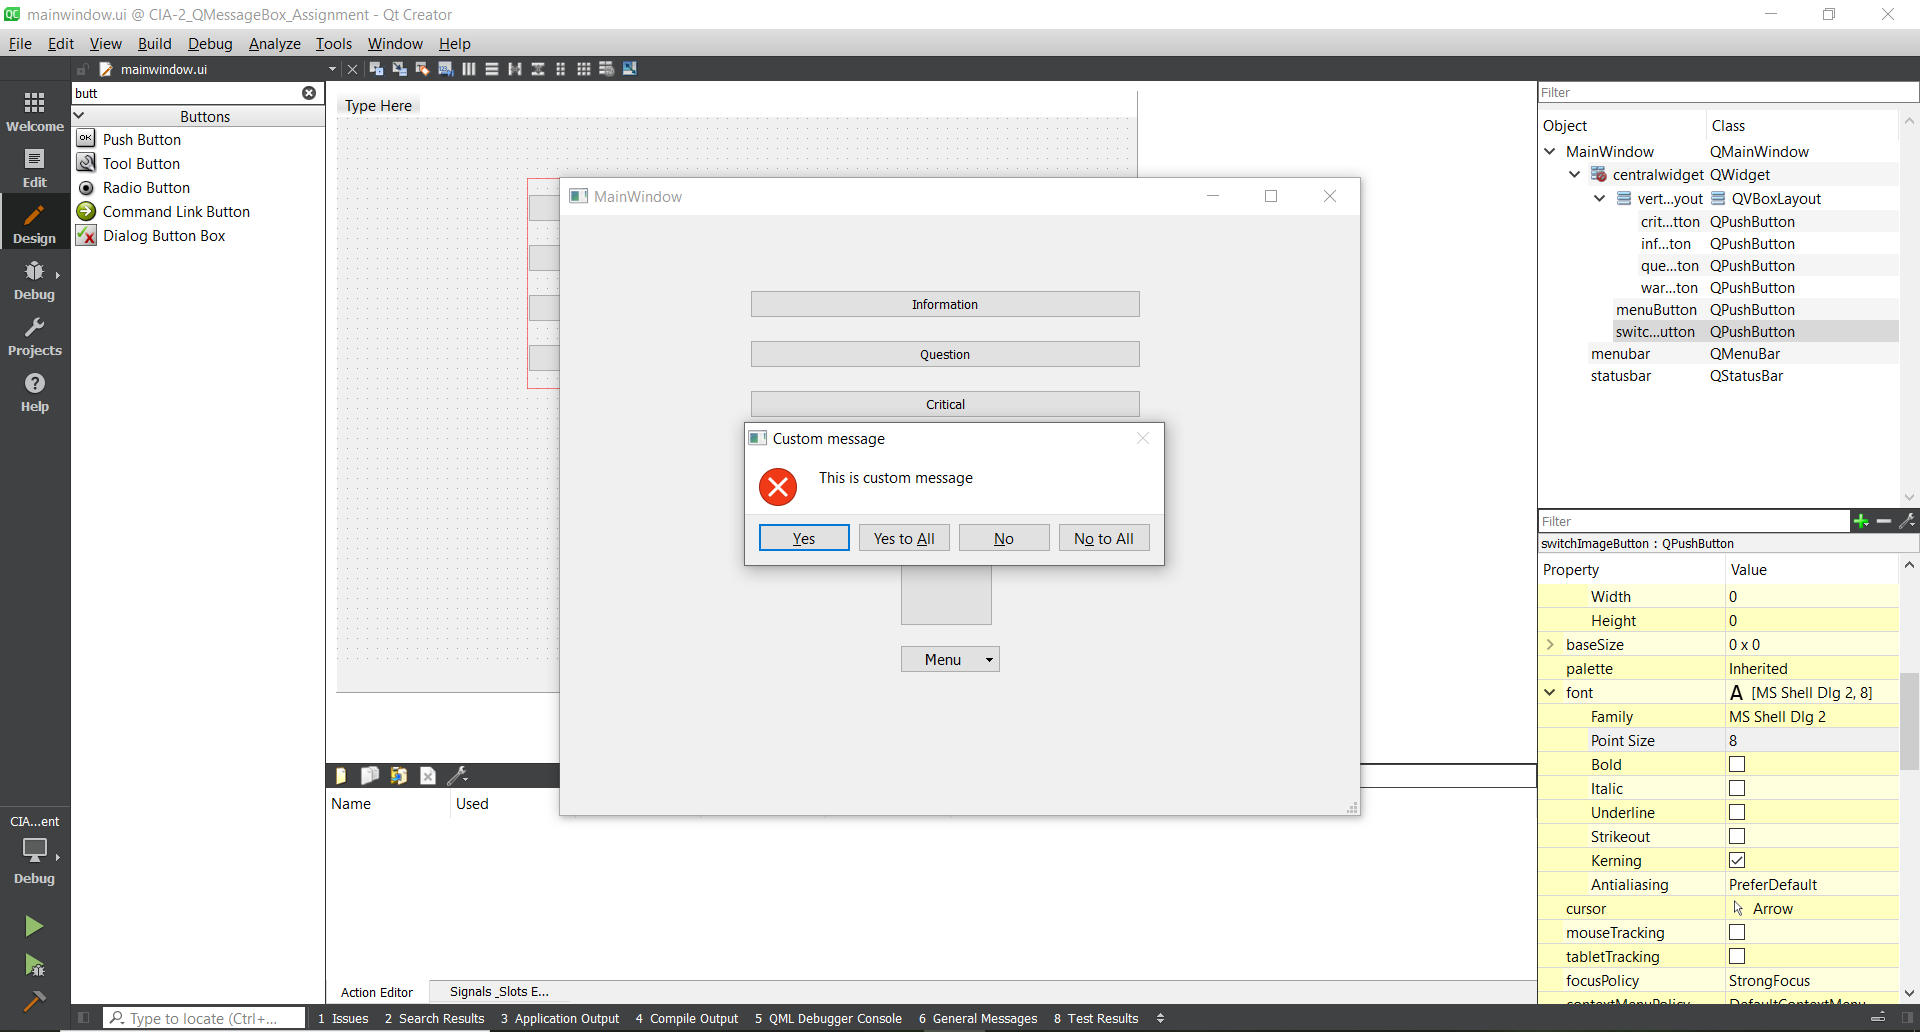 mainwindow.ui @ CIA-2_QMessageBox_Assignment - Qt Creator
File Edit View Build Debug Analyze Tools Window Help
mainwindow.ui
Welcome
Edit
Design
Debug
Projects
Help
CIA...ent
Debug
butt
Buttons
Push Button
Tool Button
Radio Button
Command Link Button
Dialog Button Box
Type Here
MainWindow
Information
Question
Critical
Custom message
This is custom message
Yes Yes to All No No to All
Menu
Name Used
Action Editor Signals _Slots E...
Filter
Object Class
MainWindow QMainWindow
centralwidget QWidget
vert...yout QVBoxLayout
crit...tton QPushButton
inf...ton QPushButton
que...ton QPushButton
war...ton QPushButton
menuButton QPushButton
switc...utton QPushButton
menubar QMenuBar
statusbar QStatusBar
Filter
switchImageButton : QPushButton
Property Value
Width 0
Height 0
baseSize 0 x 0
palette Inherited
font A [MS Shell Dlg 2, 8]
Family MS Shell Dlg 2
Point Size 8
Bold
Italic
Underline
Strikeout
Kerning
Antialiasing PreferDefault
cursor Arrow
mouseTracking
tabletTracking
focusPolicy StrongFocus
contextMenuPolicy DefaultContextMenu
Type to locate (Ctrl+... 1 Issues 2 Search Results 3 Application Output 4 Compile Output 5 QML Debugger Console 6 General Messages 8 Test Results